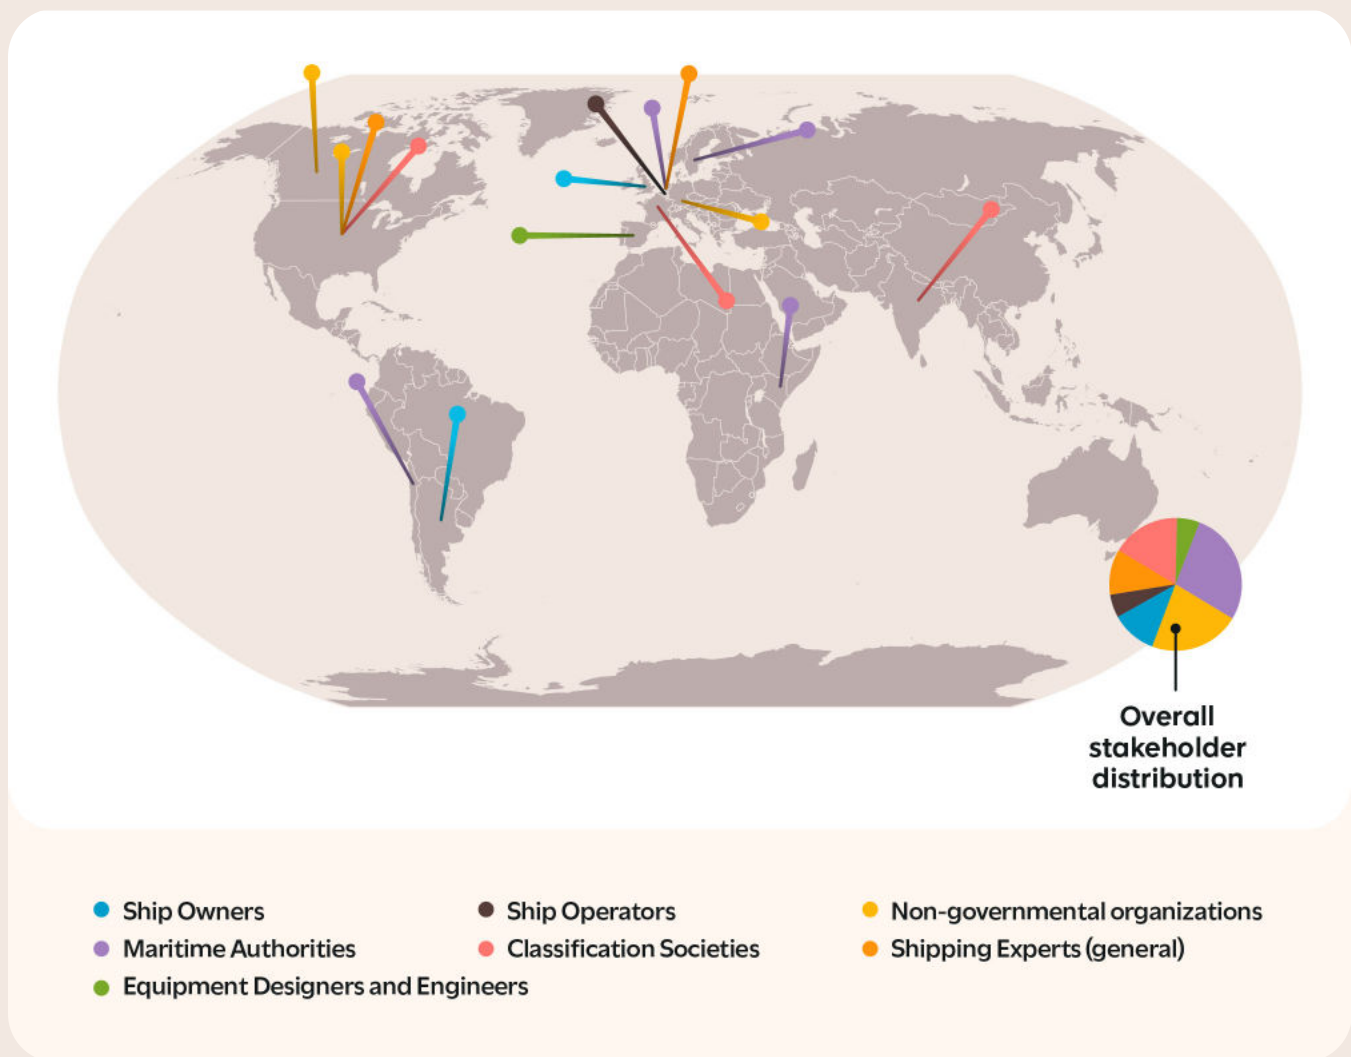 Overall
stakeholder
distribution
Ship Owners
Ship Operators
Non-governmental organizations
Maritime Authorities
Classification Societies
Shipping Experts (general)
Equipment Designers and Engineers